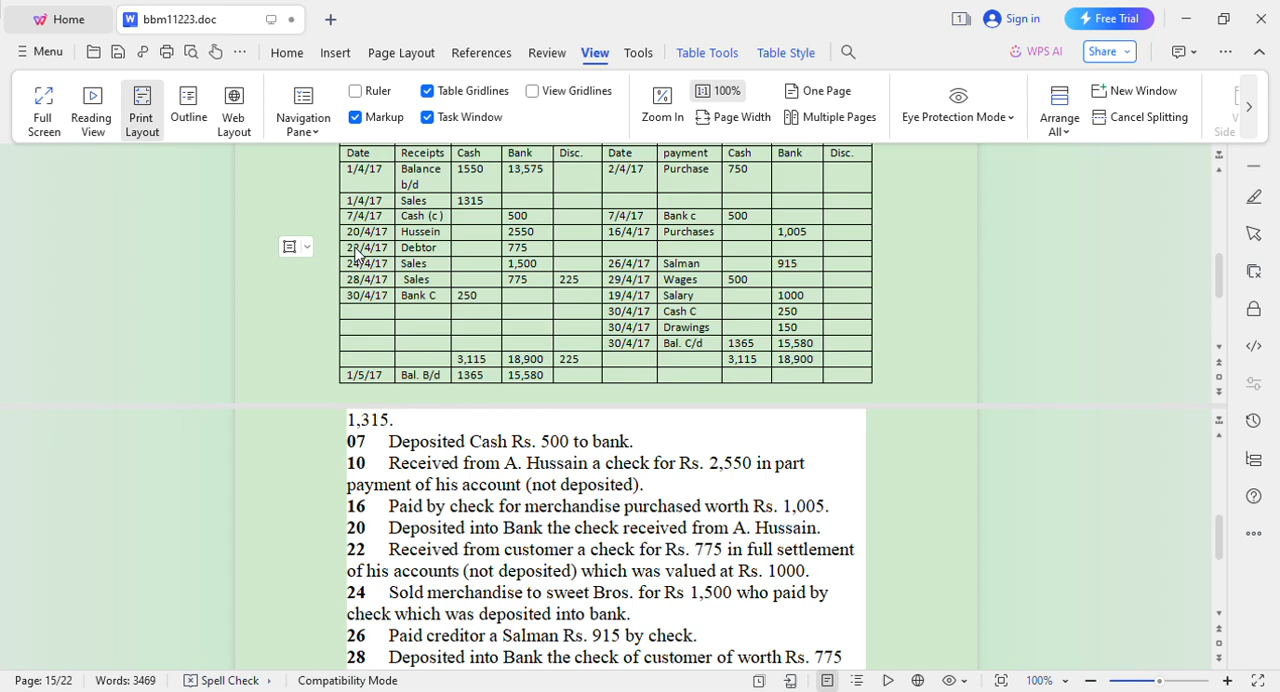 Home
bbm11223.doc
+
1
Sign in
Free Trial
Menu
Home Insert Page Layout References Review View Tools Table Tools Table Style
WPS AI
Share
Full Screen
Reading View
Print Layout
Outline
Web Layout
Navigation Pane
Ruler
Table Gridlines
View Gridlines
Markup
Task Window
Zoom In
1:1 100%
Page Width
One Page
Multiple Pages
Eye Protection Mode
Arrange All
New Window
Cancel Splitting
Side
Date Receipts Cash Bank Disc. Date payment Cash Bank Disc.
1/4/17 Balance b/d 1550 13,575 2/4/17 Purchase 750
1/4/17 Sales 1315
7/4/17 Cash (c ) 500 7/4/17 Bank c 500
20/4/17 Hussein 2550 16/4/17 Purchases 1,005
22/4/17 Debtor 775
24/4/17 Sales 1,500 26/4/17 Salman 915
28/4/17 Sales 775 225 29/4/17 Wages 500
30/4/17 Bank C 250 19/4/17 Salary 1000
30/4/17 Cash C 250
30/4/17 Drawings 150
30/4/17 Bal. C/d 1365 15,580
3,115 18,900 225 3,115 18,900
1/5/17 Bal. B/d 1365 15,580
1,315.
07 Deposited Cash Rs. 500 to bank.
10 Received from A. Hussain a check for Rs. 2,550 in part
payment of his account (not deposited).
16 Paid by check for merchandise purchased worth Rs. 1,005.
20 Deposited into Bank the check received from A. Hussain.
22 Received from customer a check for Rs. 775 in full settlement
of his accounts (not deposited) which was valued at Rs. 1000.
24 Sold merchandise to sweet Bros. for Rs 1,500 who paid by
check which was deposited into bank.
26 Paid creditor a Salman Rs. 915 by check.
28 Deposited into Bank the check of customer of worth Rs. 775
Page: 15/22 Words: 3469 Spell Check Compatibility Mode 100%